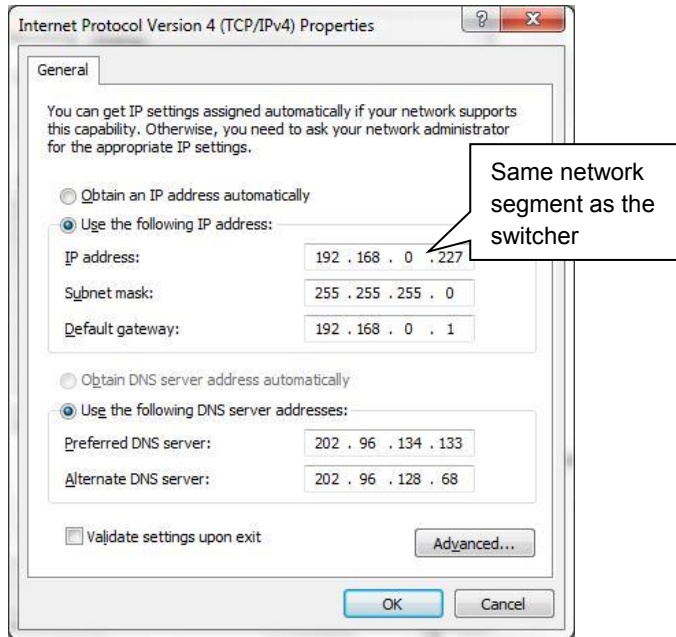 Internet Protocol Version 4 (TCP/IPv4) Properties
General
You can get IP settings assigned automatically if your network supports
this capability. Otherwise, you need to ask your network administrator
for the appropriate IP settings.
Same network
segment as the
switcher
Obtain an IP address automatically
Use the following IP address:
IP address: 192 . 168 . 0 . 227
Subnet mask: 255 . 255 . 255 . 0
Default gateway: 192 . 168 . 0 . 1
Obtain DNS server address automatically
Use the following DNS server addresses:
Preferred DNS server: 202 . 96 . 134 . 133
Alternate DNS server: 202 . 96 . 128 . 68
Validate settings upon exit
Advanced...
OK Cancel